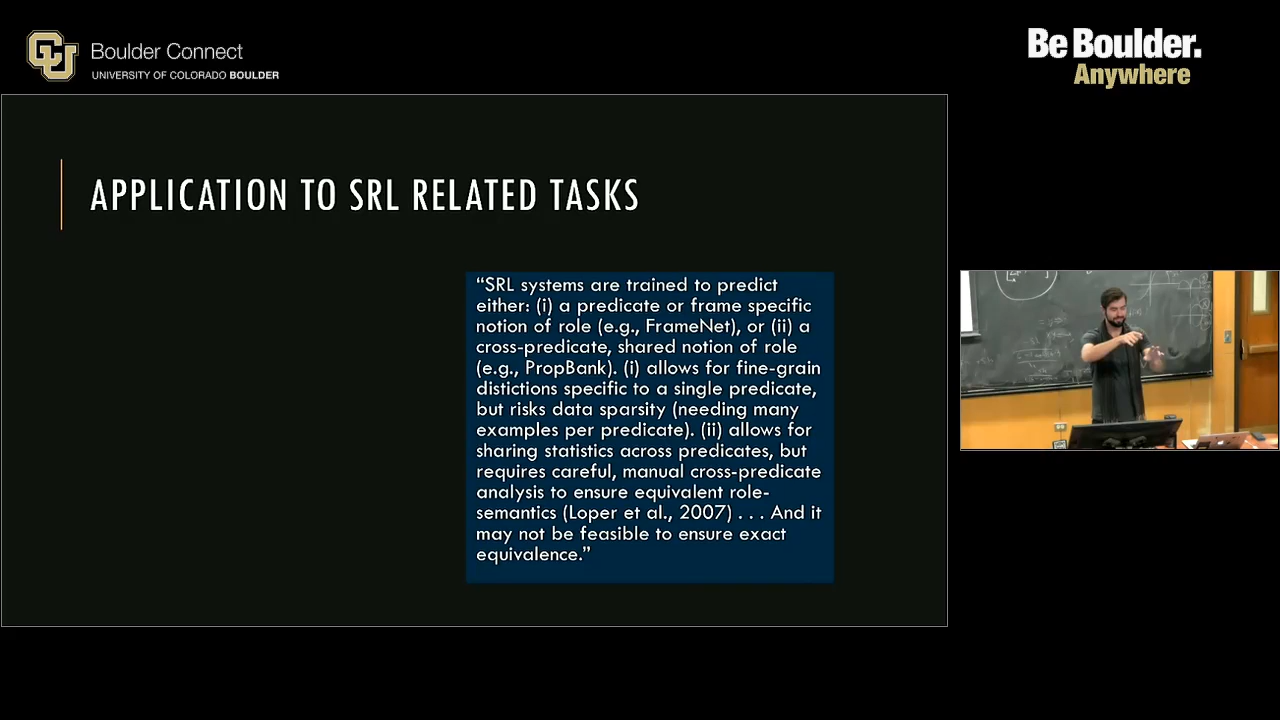 CU
Boulder Connect
UNIVERSITY OF COLORADO BOULDER
Be Boulder.
Anywhere
APPLICATION TO SRL RELATED TASKS
“SRL systems are trained to predict
either: (i) a predicate or frame specific
notion of role (e.g., FrameNet), or (ii) a
cross-predicate, shared notion of role
(e.g., PropBank). (i) allows for fine-grain
distictions specific to a single predicate,
but risks data sparsity (needing many
examples per predicate). (ii) allows for
sharing statistics across predicates, but
requires careful, manual cross-predicate
analysis to ensure equivalent role-
semantics (Loper et al., 2007) . . . And it
may not be feasible to ensure exact
equivalence.”